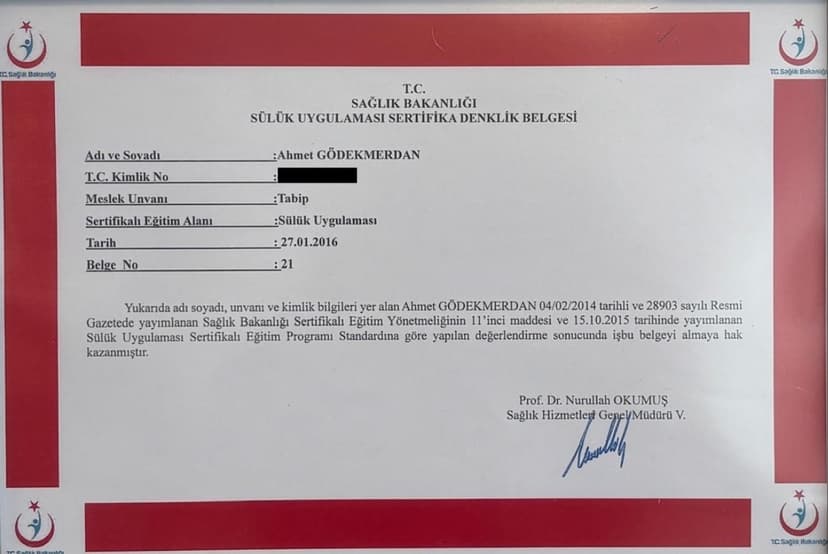 T.C. Sağlık Bakanlığı
T.C. Sağlık Bakanlığı
T.C.
SAĞLIK BAKANLIĞI
SÜLÜK UYGULAMASI SERTİFİKA DENKLİK BELGESİ
Adı ve Soyadı :Ahmet GÖDEKMERDAN
T.C. Kimlik No :
Meslek Unvanı :Tabip
Sertifikalı Eğitim Alanı :Sülük Uygulaması
Tarih : 27.01.2016
Belge No : 21
Yukarıda adı soyadı, unvanı ve kimlik bilgileri yer alan Ahmet GÖDEKMERDAN 04/02/2014 tarihli ve 28903 sayılı Resmi
Gazetede yayımlanan Sağlık Bakanlığı Sertifikalı Eğitim Yönetmeliğinin 11'inci maddesi ve 15.10.2015 tarihinde yayımlanan
Sülük Uygulaması Sertifikalı Eğitim Programı Standardına göre yapılan değerlendirme sonucunda işbu belgeyi almaya hak
kazanmıştır.
Prof. Dr. Nurullah OKUMUŞ
Sağlık Hizmetleri Genel Müdürü V.
T.C. Sağlık Bakanlığı
T.C. Sağlık Bakanlığı